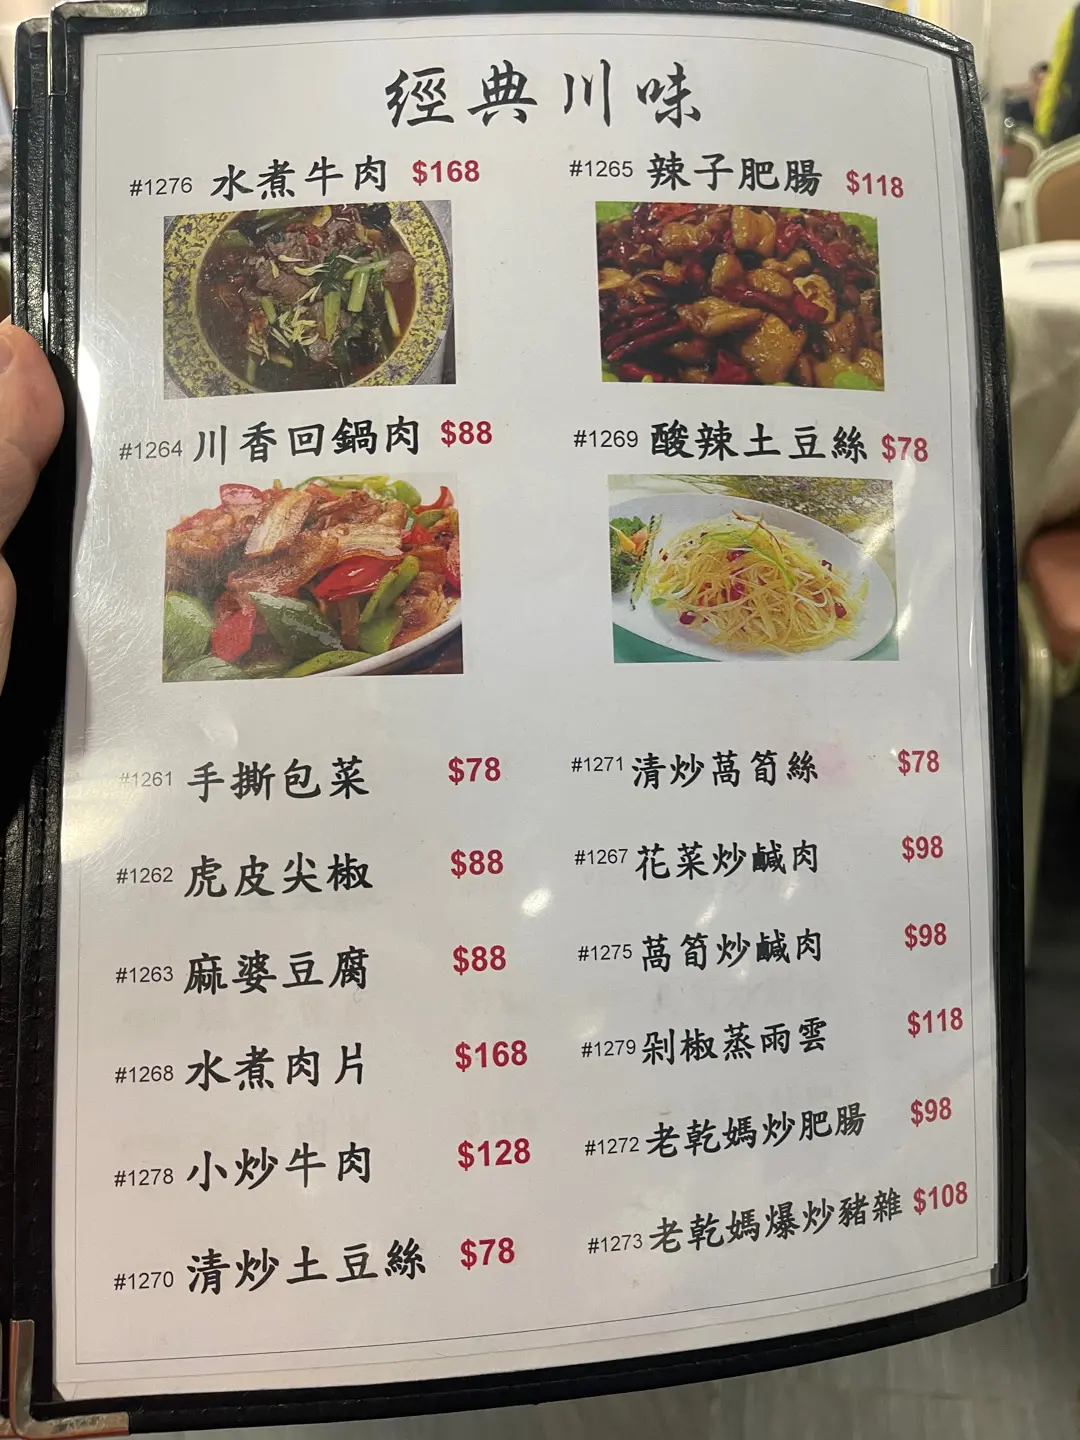 經典川味
#1276 水煮牛肉 $168
#1265 辣子肥腸 $118
#1264 川香回鍋肉 $88
#1269 酸辣土豆絲 $78
#1261 手撕包菜 $78
#1271 清炒萵筍絲 $78
#1262 虎皮尖椒 $88
#1267 花菜炒鹹肉 $98
#1263 麻婆豆腐 $88
#1275 萵筍炒鹹肉 $98
#1268 水煮肉片 $168
#1279 剁椒蒸雨雲 $118
#1278 小炒牛肉 $128
#1272 老乾媽炒肥腸 $98
#1270 清炒土豆絲 $78
#1273 老乾媽爆炒豬雜 $108